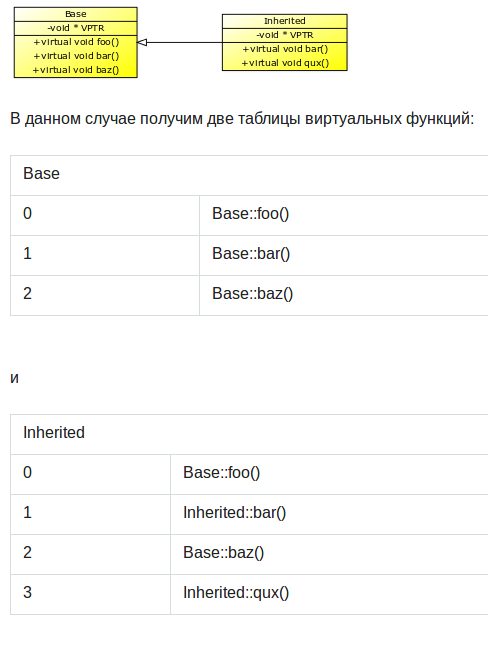 Base
-void * VPTR
+virtual void foo()
+virtual void bar()
+virtual void baz()
Inherited
-void * VPTR
+virtual void bar()
+virtual void qux()
В данном случае получим две таблицы виртуальных функций:
Base
0 Base::foo()
1 Base::bar()
2 Base::baz()
и
Inherited
0 Base::foo()
1 Inherited::bar()
2 Base::baz()
3 Inherited::qux()